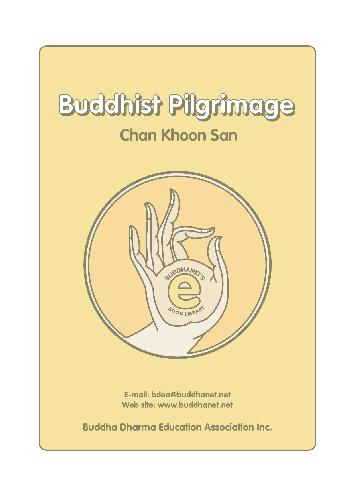 Buddhist Pilgrimage
Chan Khoon San
BUDDHANET'S
e
BOOK LIBRARY
E-mail: bdea@buddhanet.net
Web site: www.buddhanet.net
Buddha Dharma Education Association Inc.